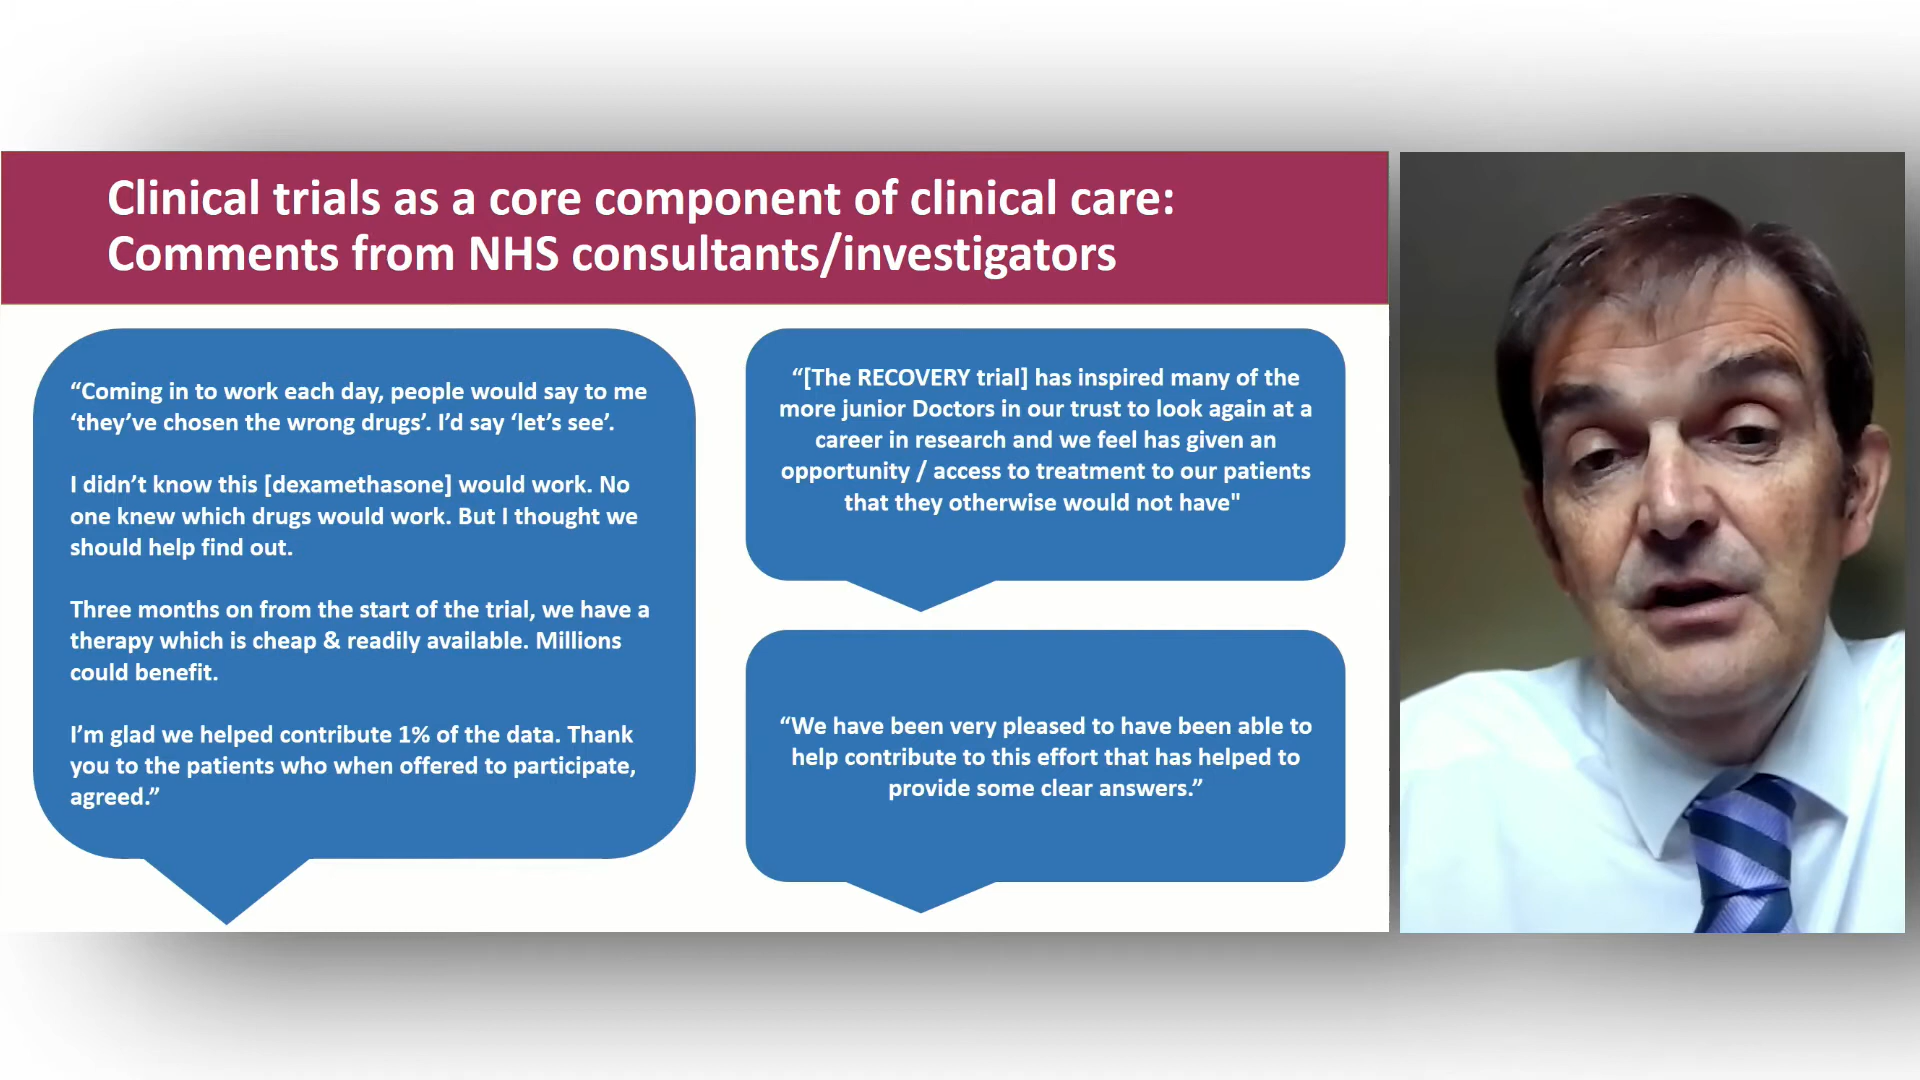 Clinical trials as a core component of clinical care:
Comments from NHS consultants/investigators
“Coming in to work each day, people would say to me
‘they’ve chosen the wrong drugs’. I’d say ‘let’s see’.
I didn’t know this [dexamethasone] would work. No
one knew which drugs would work. But I thought we
should help find out.
Three months on from the start of the trial, we have a
therapy which is cheap & readily available. Millions
could benefit.
I’m glad we helped contribute 1% of the data. Thank
you to the patients who when offered to participate,
agreed.”
“[The RECOVERY trial] has inspired many of the
more junior Doctors in our trust to look again at a
career in research and we feel has given an
opportunity / access to treatment to our patients
that they otherwise would not have"
“We have been very pleased to have been able to
help contribute to this effort that has helped to
provide some clear answers.”